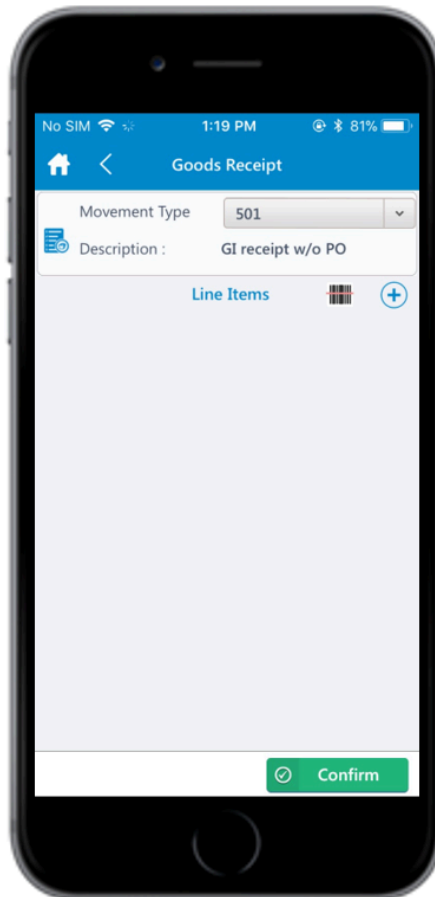 No SIM 1:19 PM 81%
Goods Receipt
Movement Type 501
Description : GI receipt w/o PO
Line Items
Confirm